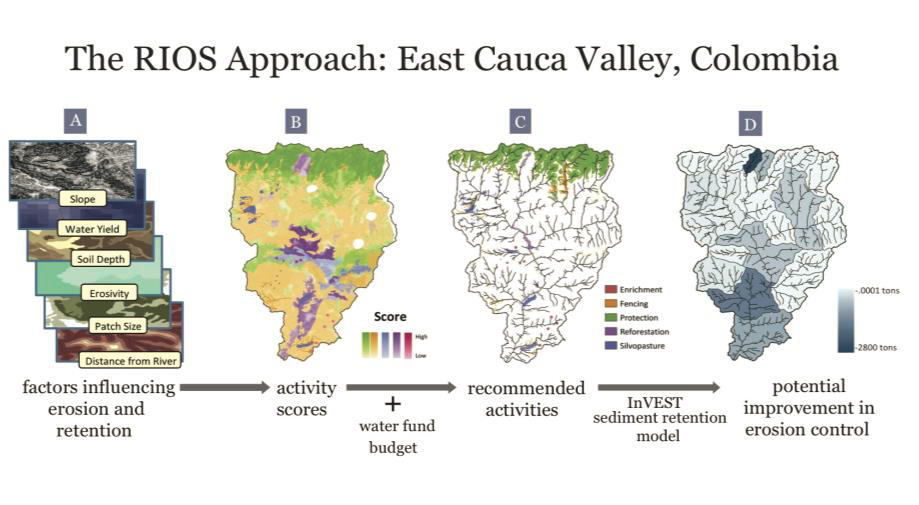 The RIOS Approach: East Cauca Valley, Colombia
A
B
C
D
Slope
Water Yield
Soil Depth
Erosivity
Patch Size
Distance from River
Score
High
Low
Enrichment
Fencing
Protection
Reforestation
Silvopasture
-.0001 tons
-2800 tons
factors influencing
erosion and
retention
activity
scores
+
water fund
budget
recommended
activities
InVEST
sediment retention
model
potential
improvement in
erosion control